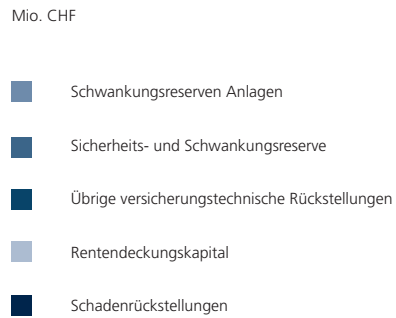 Mio. CHF
Schwankungsreserven Anlagen
Sicherheits- und Schwankungsreserve
Übrige versicherungstechnische Rückstellungen
Rentendeckungskapital
Schadenrückstellungen